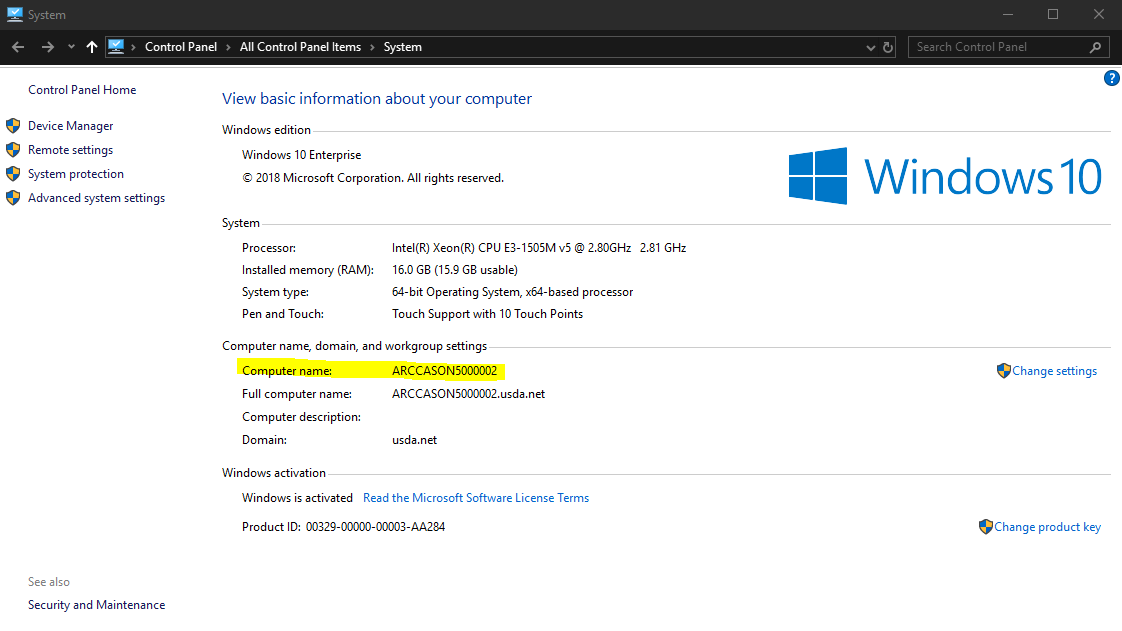 System
Control Panel › All Control Panel Items › System
Search Control Panel
?
Control Panel Home
Device Manager
Remote settings
System protection
Advanced system settings
View basic information about your computer
Windows edition
Windows 10 Enterprise
© 2018 Microsoft Corporation. All rights reserved.
Windows 10
System
Processor: Intel(R) Xeon(R) CPU E3-1505M v5 @ 2.80GHz 2.81 GHz
Installed memory (RAM): 16.0 GB (15.9 GB usable)
System type: 64-bit Operating System, x64-based processor
Pen and Touch: Touch Support with 10 Touch Points
Computer name, domain, and workgroup settings
Computer name: ARCCASON5000002
Change settings
Full computer name: ARCCASON5000002.usda.net
Computer description:
Domain: usda.net
Windows activation
Windows is activated Read the Microsoft Software License Terms
Product ID: 00329-00000-00003-AA284
Change product key
See also
Security and Maintenance